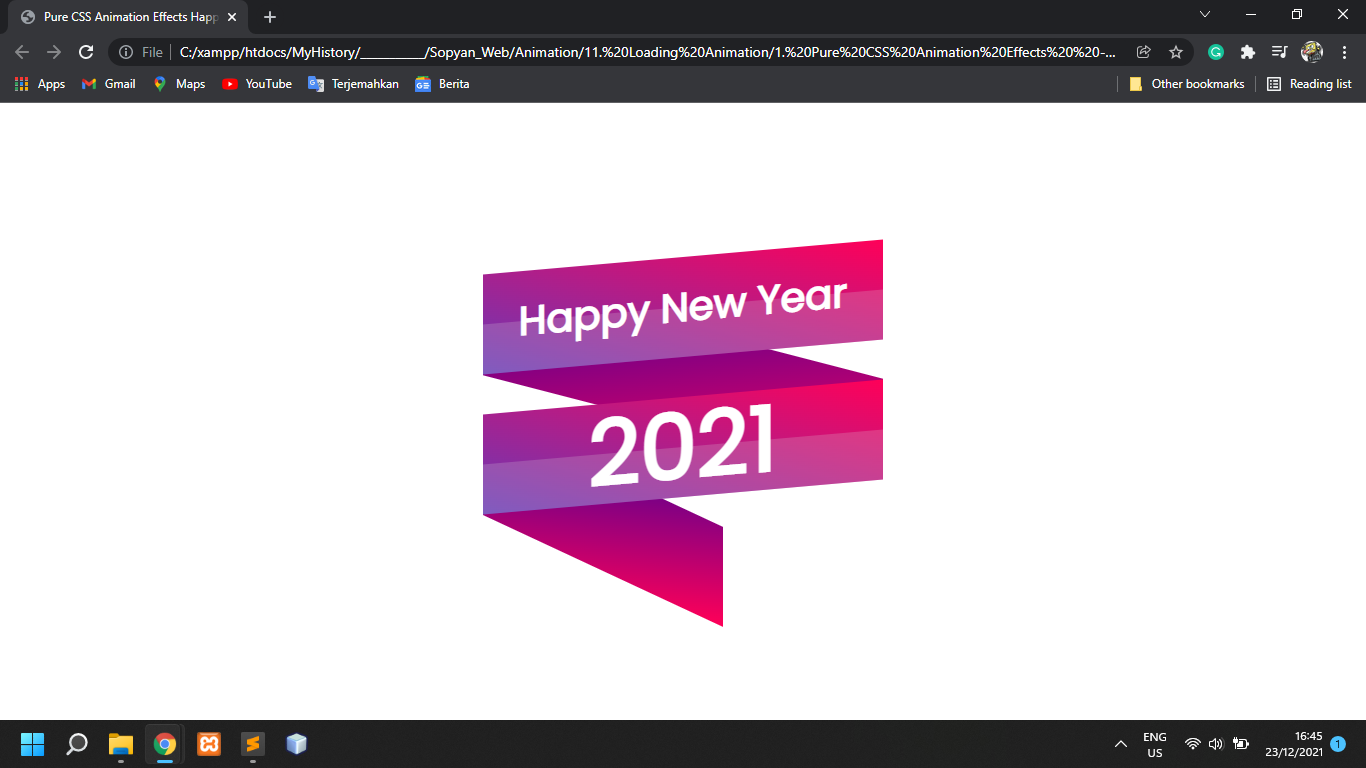 Pure CSS Animation Effects Happ
File
C:/xampp/htdocs/MyHistory/__________/Sopyan_Web/Animation/11.%20Loading%20Animation/1.%20Pure%20CSS%20Animation%20Effects%20%20-...
Apps Gmail Maps YouTube Terjemahkan Berita Other bookmarks Reading list
Happy New Year
2021
ENG 16:45
US 23/12/2021 1